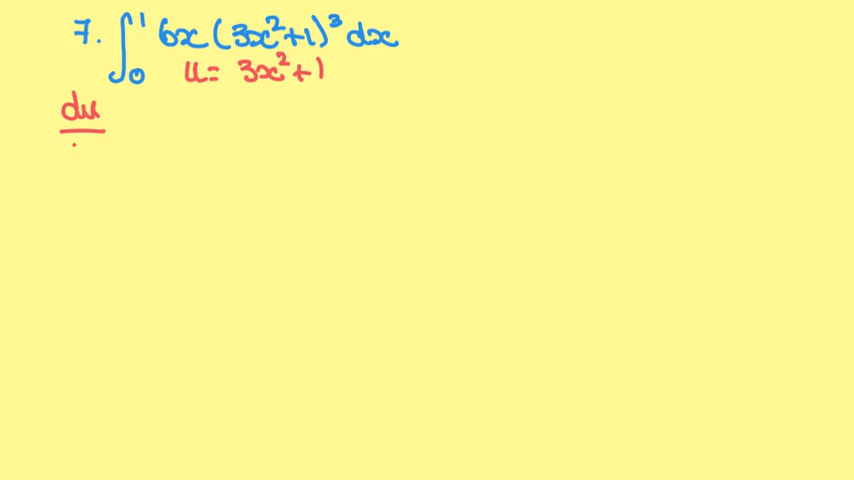 7. ∫₀¹ 6x(3x²+1)³ dx
u= 3x²+1
du